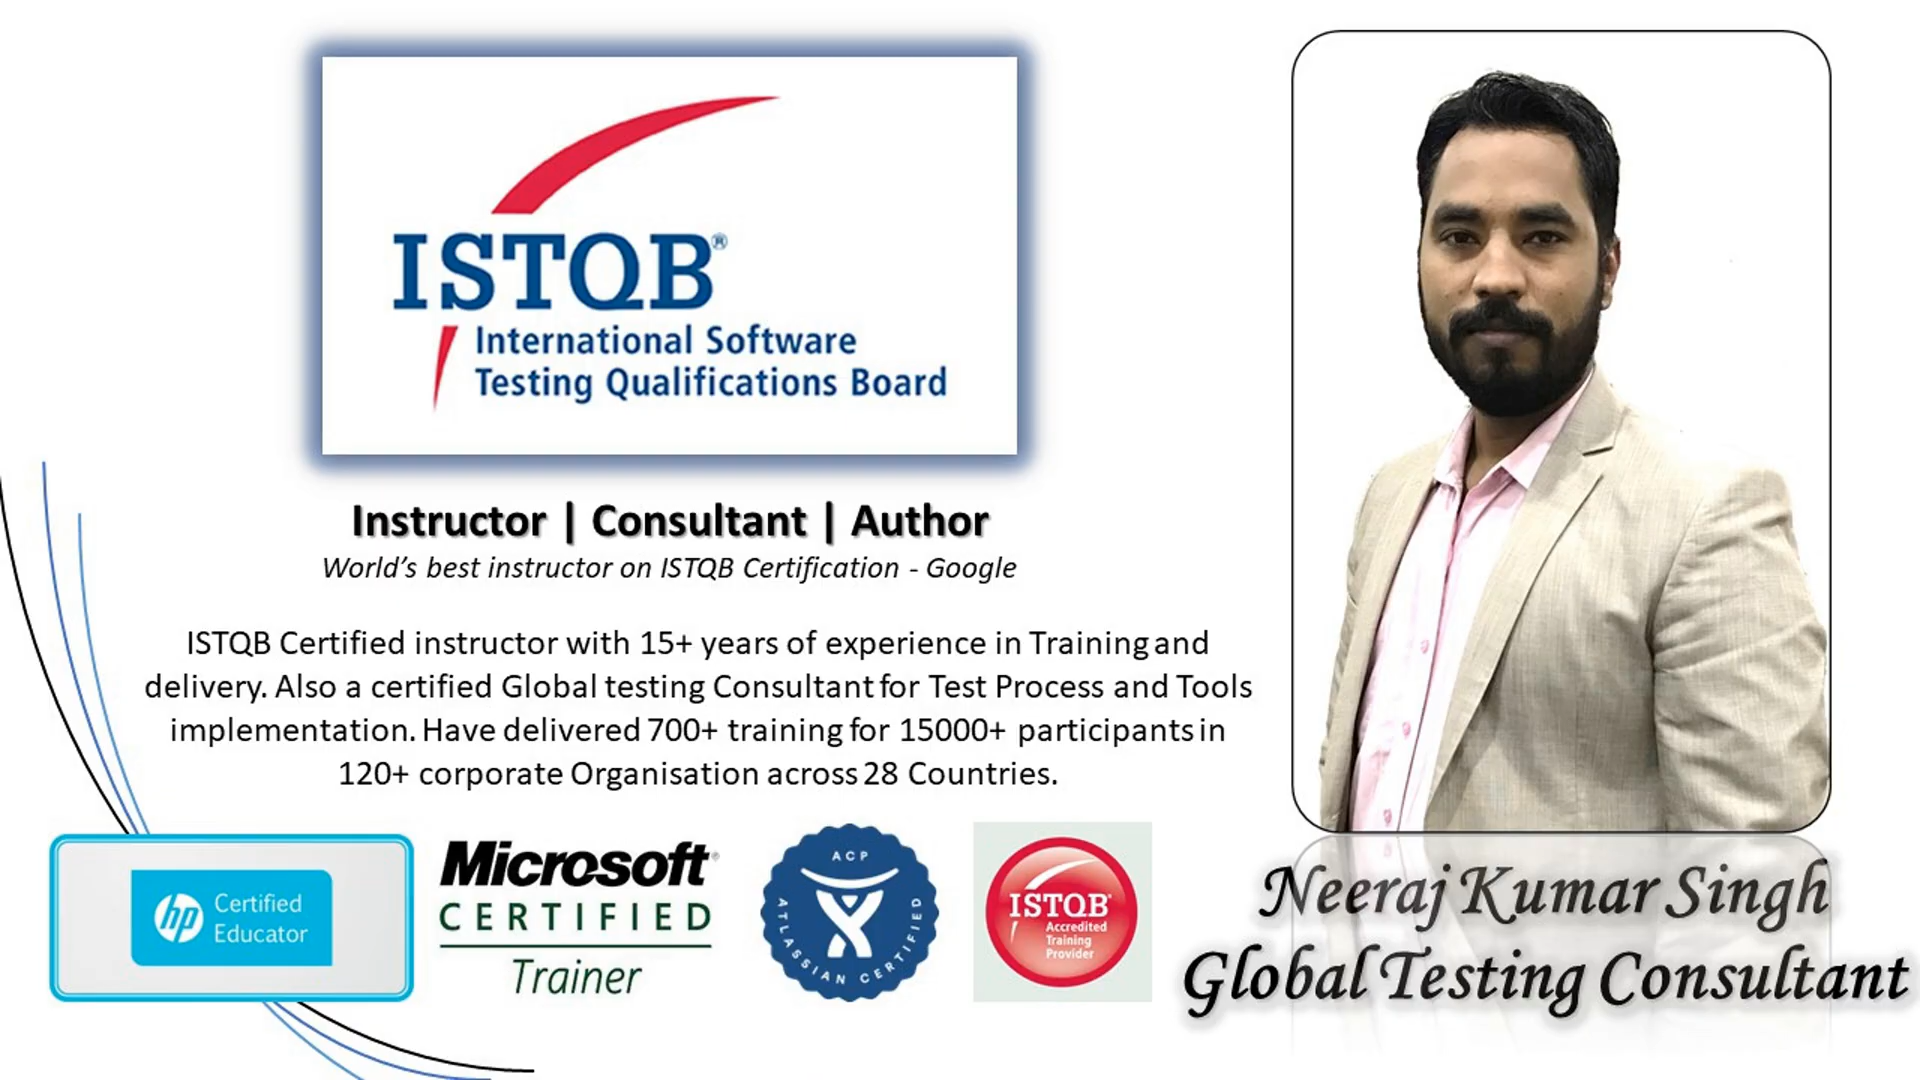 ISTQB®
International Software
Testing Qualifications Board
Instructor | Consultant | Author
World's best instructor on ISTQB Certification - Google
ISTQB Certified instructor with 15+ years of experience in Training and
delivery. Also a certified Global testing Consultant for Test Process and Tools
implementation. Have delivered 700+ training for 15000+ participants in
120+ corporate Organisation across 28 Countries.
hp
Certified
Educator
Microsoft®
CERTIFIED
Trainer
ACP
ATLASSIAN CERTIFIED
ISTQB®
Accredited
Training
Provider
Neeraj Kumar Singh
Global Testing Consultant